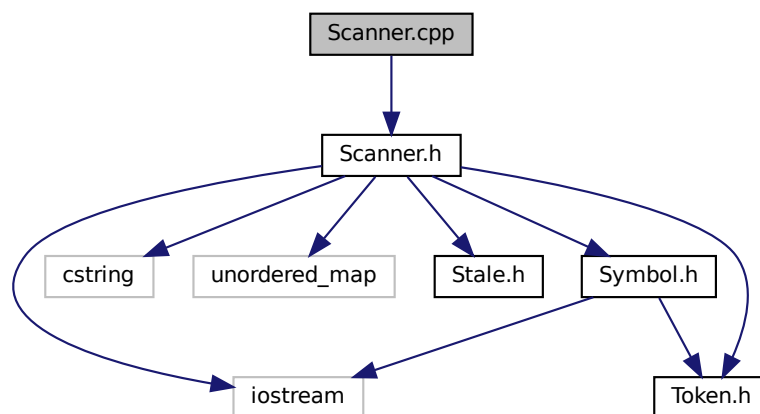 Scanner.cpp
Scanner.h
cstring
unordered_map
Stale.h
Symbol.h
iostream
Token.h